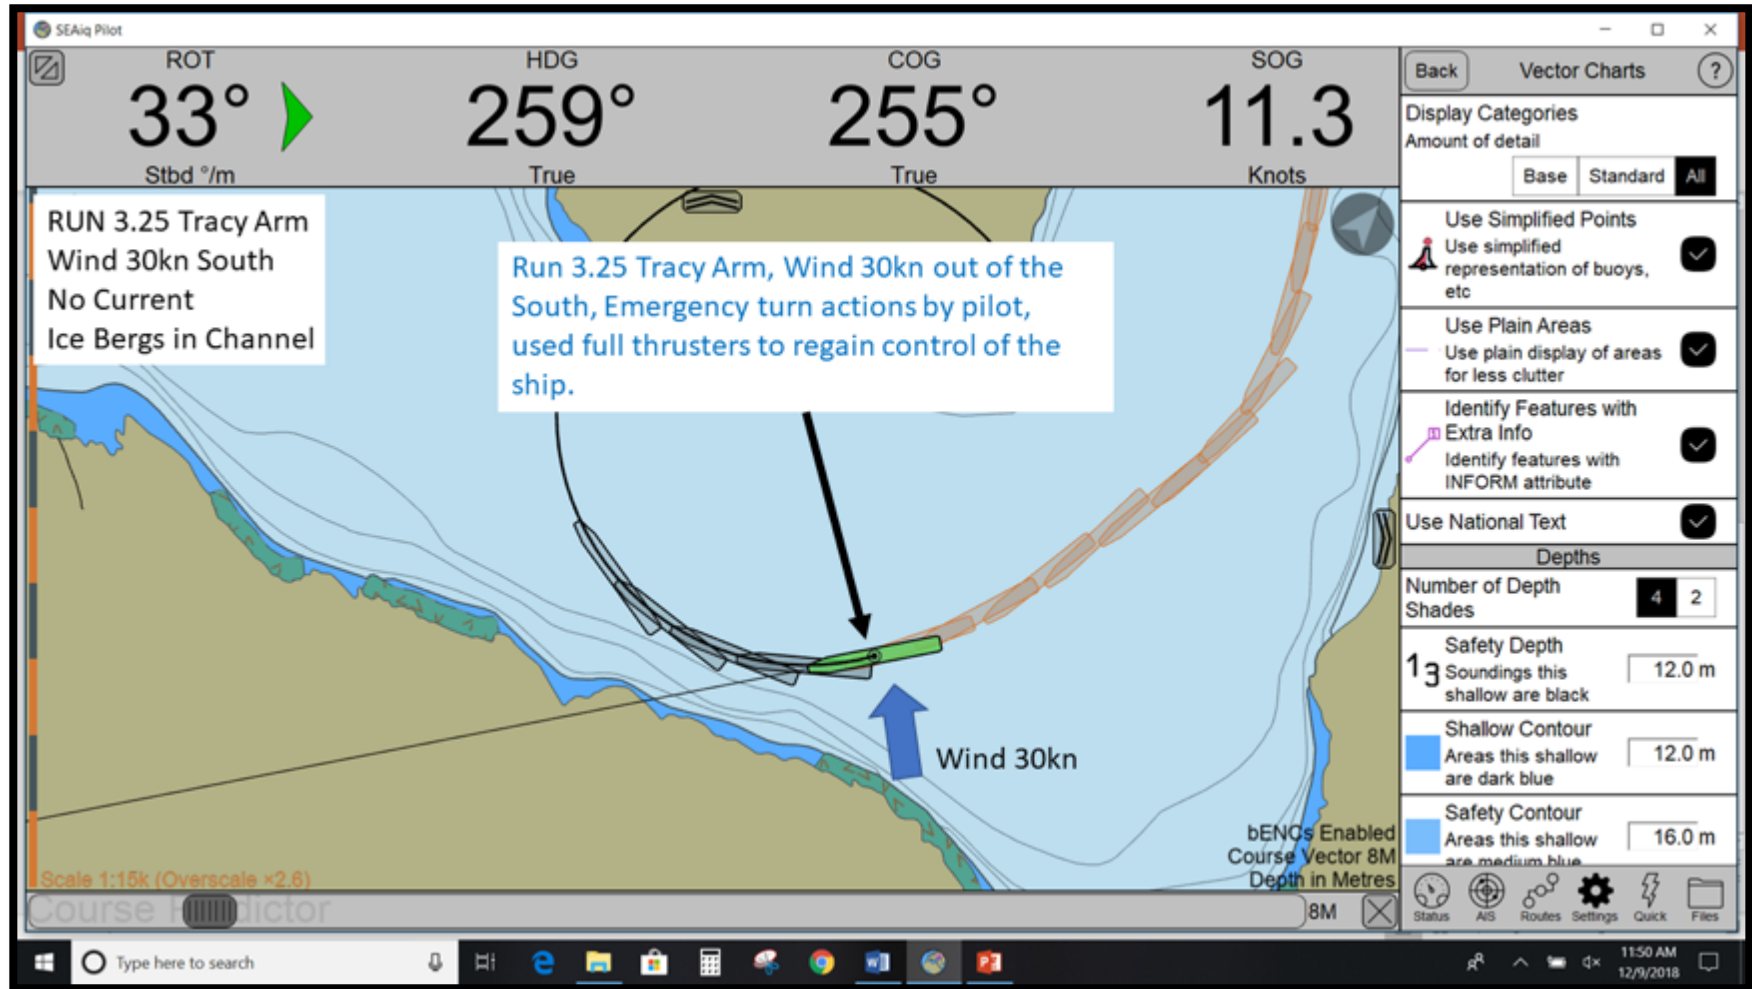 SEAiq Pilot
ROT
HDG
COG
SOG
33°
259°
255°
11.3
Stbd °/m
True
True
Knots
RUN 3.25 Tracy Arm
Wind 30kn South
No Current
Ice Bergs in Channel
Run 3.25 Tracy Arm, Wind 30kn out of the
South, Emergency turn actions by pilot,
used full thrusters to regain control of the
ship.
Wind 30kn
bENCs Enabled
Course Vector 8M
Depth in Metres
Scale 1:15k (Overscale ×2.6)
8M
Back
Vector Charts
?
Display Categories
Amount of detail
Base
Standard
All
Use Simplified Points
Use simplified
representation of buoys,
etc
Use Plain Areas
Use plain display of areas
for less clutter
Identify Features with
Extra Info
Identify features with
INFORM attribute
Use National Text
Depths
Number of Depth
Shades
4
2
Safety Depth
Soundings this
shallow are black
12.0 m
Shallow Contour
Areas this shallow
are dark blue
12.0 m
Safety Contour
Areas this shallow
are medium blue
16.0 m
Status
AIS
Routes
Settings
Quick
Files
Type here to search
11:50 AM
12/9/2018